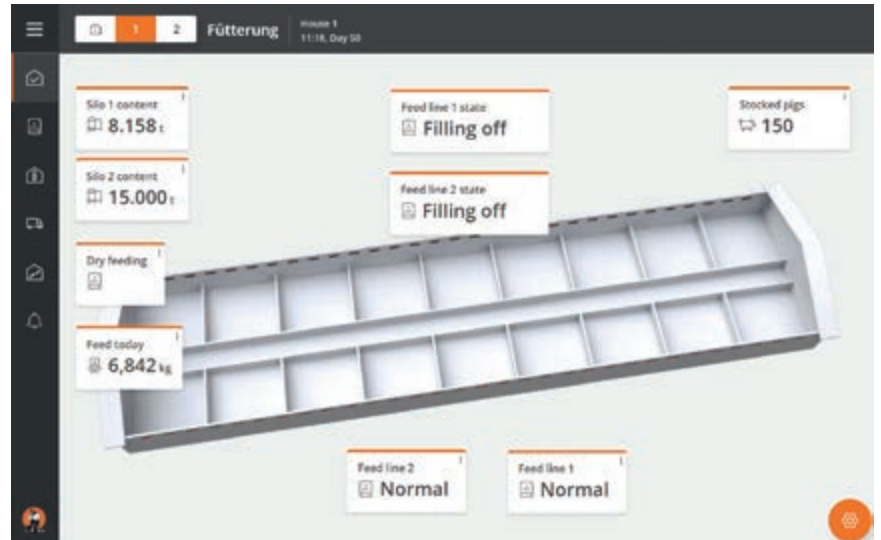 1
2
Fütterung
House 1
11:18, Day 50
Silo 1 content
8.158 t
Silo 2 content
15.000 t
Dry feeding
Feed today
6,842 kg
Feed line 1 state
Filling off
Feed line 2 state
Filling off
Stocked pigs
150
Feed line 2
Normal
Feed line 1
Normal